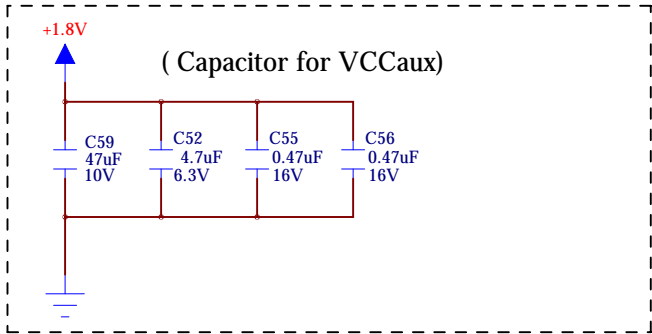 +1.8V
( Capacitor for VCCaux)
C59
47uF
10V
C52
4.7uF
6.3V
C55
0.47uF
16V
C56
0.47uF
16V